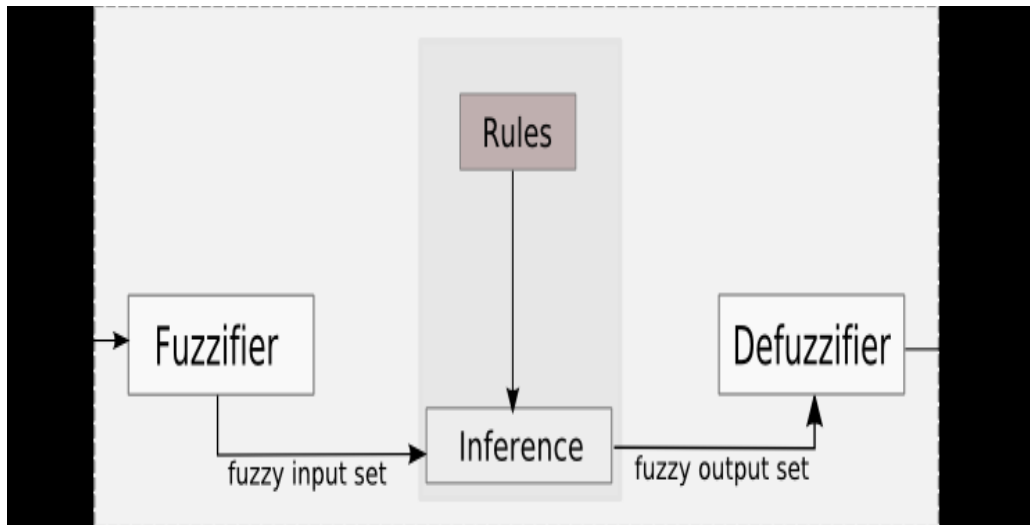 Rules
Fuzzifier
Defuzzifier
Inference
fuzzy input set
fuzzy output set